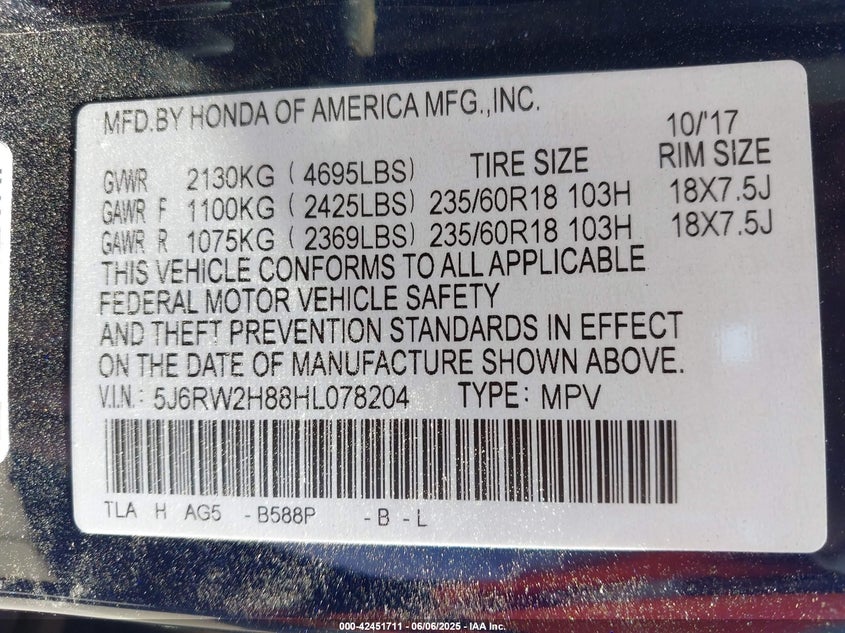 MFD.BY HONDA OF AMERICA MFG.,INC.
10/'17
GVWR 2130KG (4695LBS) TIRE SIZE RIM SIZE
GAWR F 1100KG (2425LBS) 235/60R18 103H 18X7.5J
GAWR R 1075KG (2369LBS) 235/60R18 103H 18X7.5J
THIS VEHICLE CONFORMS TO ALL APPLICABLE
FEDERAL MOTOR VEHICLE SAFETY
AND THEFT PREVENTION STANDARDS IN EFFECT
ON THE DATE OF MANUFACTURE SHOWN ABOVE.
V.I.N.: 5J6RW2H88HL078204 TYPE: MPV
TLA H AG5 -B588P -B -L
000-42451711 - 06/06/2025 - IAA Inc.